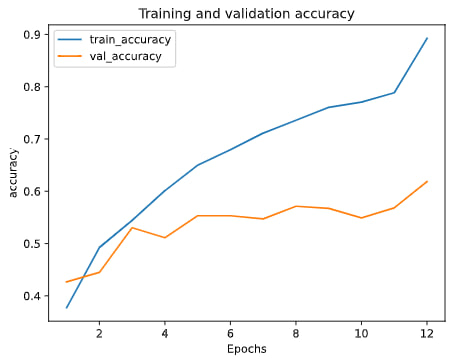 Training and validation accuracy
train_accuracy
val_accuracy
0.9
0.8
0.7
0.6
0.5
0.4
accuracy
2 4 6 8 10 12
Epochs